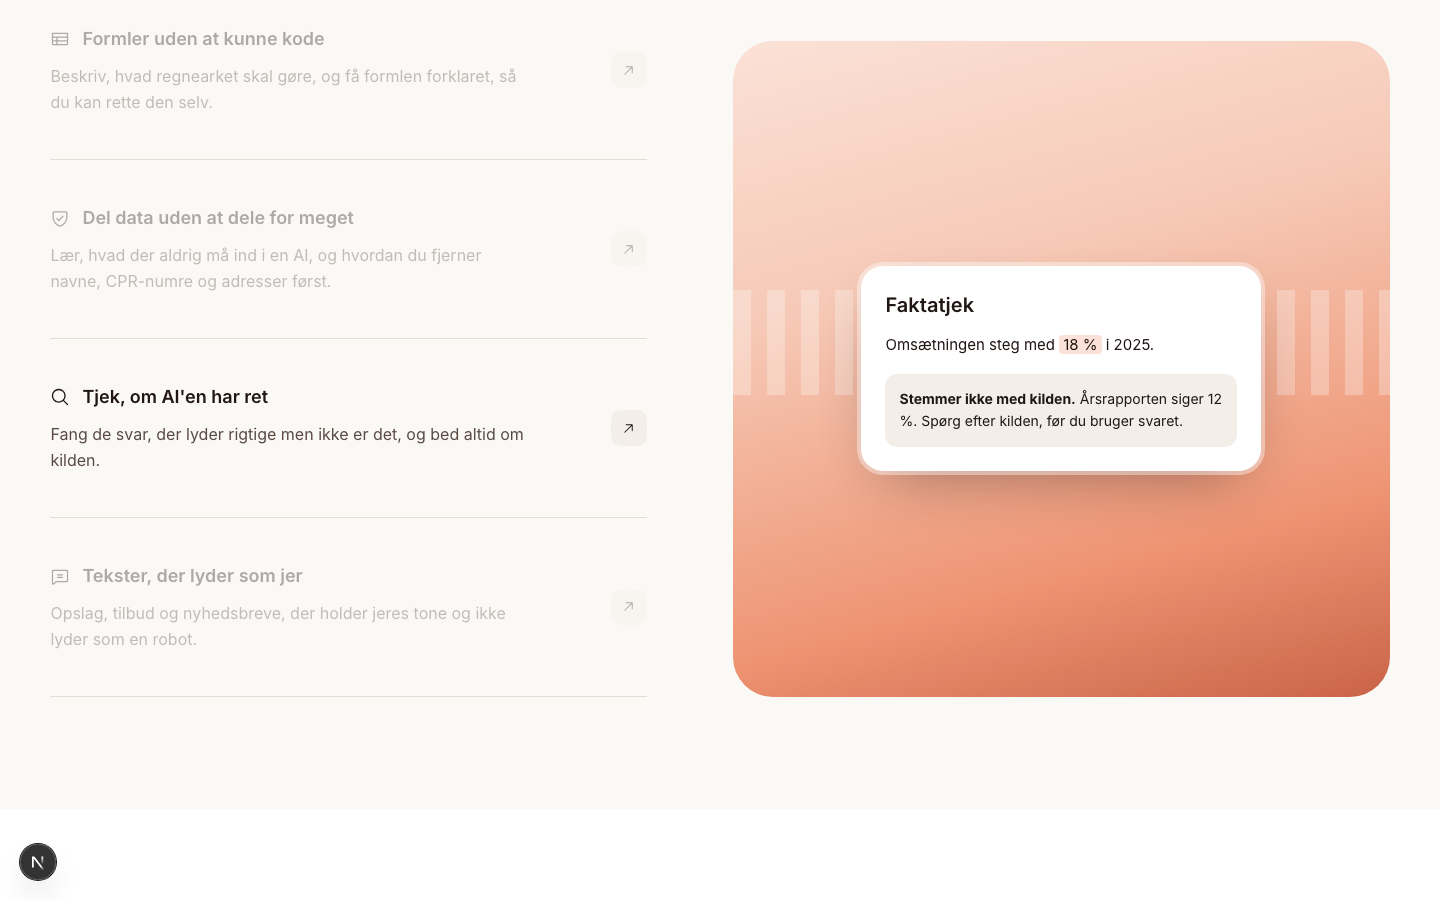 Formler uden at kunne kode
Beskriv, hvad regnearket skal gøre, og få formlen forklaret, så
du kan rette den selv.
Del data uden at dele for meget
Lær, hvad der aldrig må ind i en AI, og hvordan du fjerner
navne, CPR-numre og adresser først.
Tjek, om AI'en har ret
Fang de svar, der lyder rigtige men ikke er det, og bed altid om
kilden.
Tekster, der lyder som jer
Opslag, tilbud og nyhedsbreve, der holder jeres tone og ikke
lyder som en robot.
Faktatjek
Omsætningen steg med 18 % i 2025.
Stemmer ikke med kilden. Årsrapporten siger 12
%. Spørg efter kilden, før du bruger svaret.
N